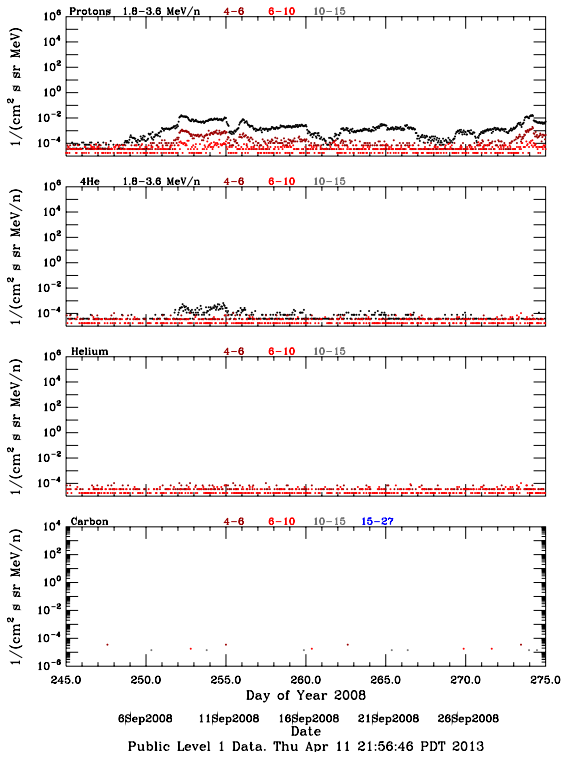 Protons 1.8-3.6 MeV/n 4-6 6-10 10-15
10⁶
10⁴
10²
10⁰
10⁻²
10⁻⁴
1/(cm² s sr MeV)
4He 1.8-3.6 MeV/n 4-6 6-10 10-15
10⁶
10⁴
10²
10⁰
10⁻²
10⁻⁴
1/(cm² s sr MeV/n)
Helium 4-6 6-10 10-15
10⁶
10⁴
10²
10⁰
10⁻²
10⁻⁴
1/(cm² s sr MeV/n)
Carbon 4-6 6-10 10-15 15-27
10⁴
10²
10⁰
10⁻²
10⁻⁴
10⁻⁶
1/(cm² s sr MeV/n)
245.0 250.0 255.0 260.0 265.0 270.0 275.0
Day of Year 2008
6Sep2008 11Sep2008 16Sep2008 21Sep2008 26Sep2008
Date
Public Level 1 Data. Thu Apr 11 21:56:46 PDT 2013